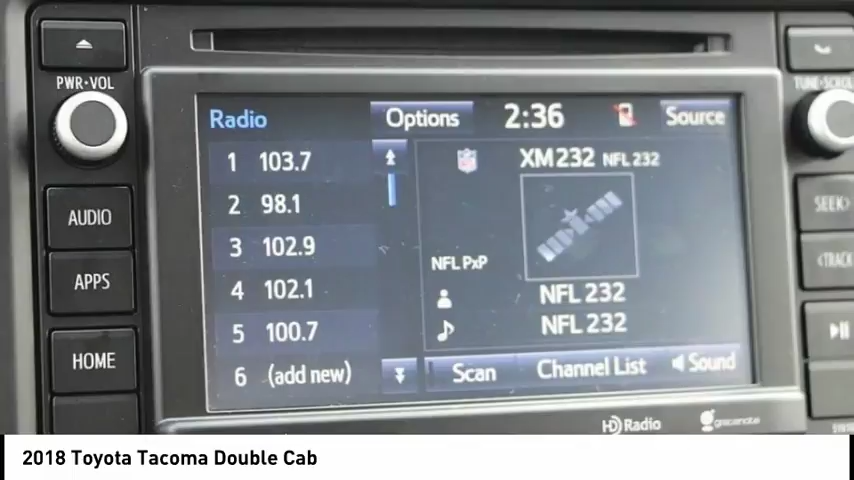 PWR·VOL
TUNE·SCROLL
Radio
Options
2:36
Source
1 103.7
XM232 NFL 232
2 98.1
AUDIO
SEEK>
3 102.9
NFL PxP
<TRACK
APPS
4 102.1
NFL 232
5 100.7
NFL 232
HOME
6 (add new)
Scan
Channel List
Sound
HD Radio
gracenote
2018 Toyota Tacoma Double Cab